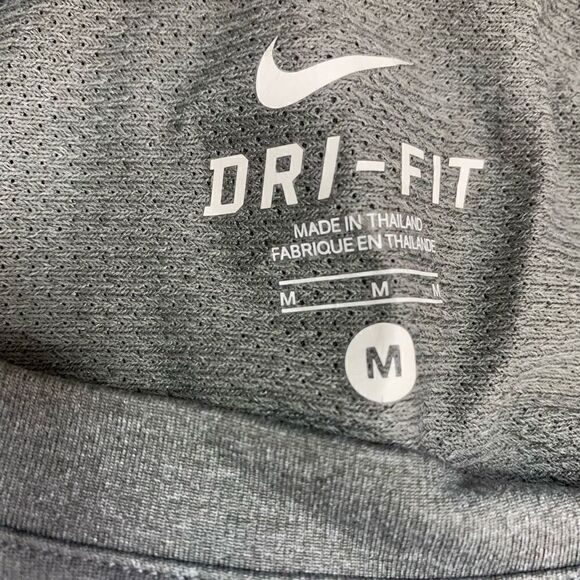 DRI-FIT
MADE IN THAILAND
FABRIQUE EN THAILANDE
M M M
M